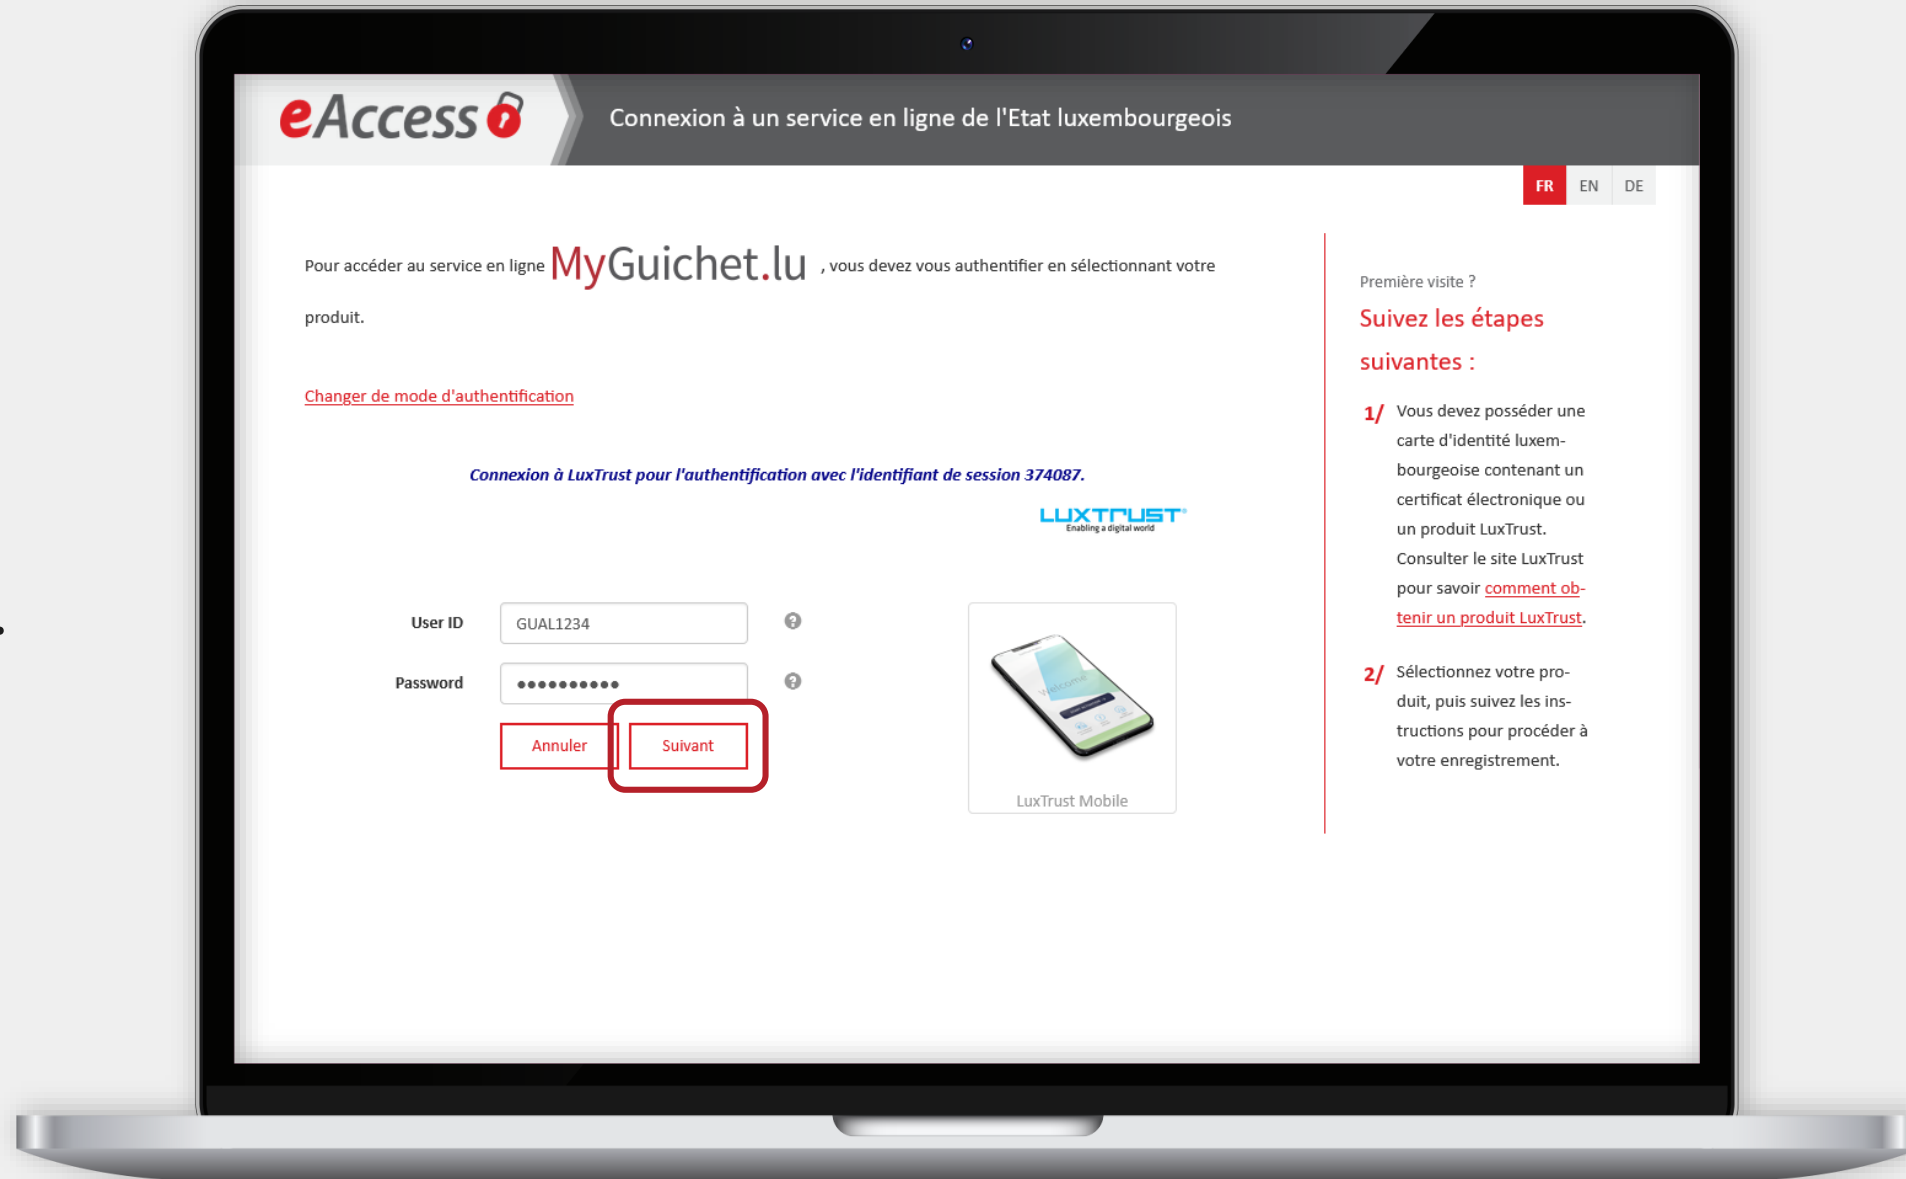 eAccess
Connexion à un service en ligne de l'Etat luxembourgeois
FR EN DE
Pour accéder au service en ligne MyGuichet.lu , vous devez vous authentifier en sélectionnant votre
produit.
Changer de mode d'authentification
Connexion à LuxTrust pour l'authentification avec l'identifiant de session 374087.
LUXTRUST
Enabling a digital world
User ID GUAL1234
Password ●●●●●●●●●●
Annuler Suivant
Welcome
LuxTrust Mobile
Première visite ?
Suivez les étapes
suivantes :
1/ Vous devez posséder une
carte d'identité luxem-
bourgeoise contenant un
certificat électronique ou
un produit LuxTrust.
Consulter le site LuxTrust
pour savoir comment ob-
tenir un produit LuxTrust.
2/ Sélectionnez votre pro-
duit, puis suivez les ins-
tructions pour procéder à
votre enregistrement.